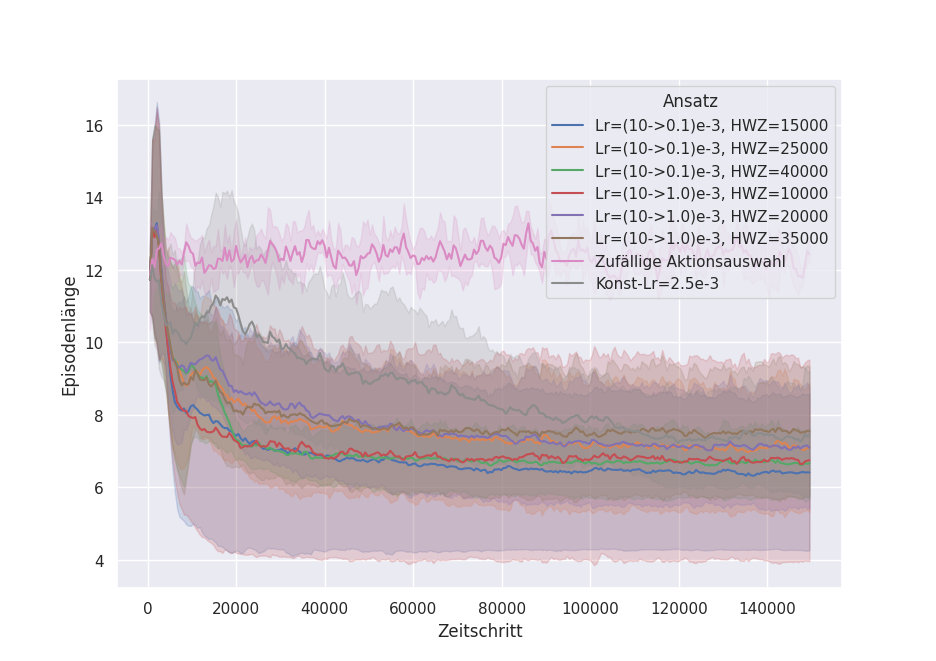 Ansatz
Lr=(10->0.1)e-3, HWZ=15000
Lr=(10->0.1)e-3, HWZ=25000
Lr=(10->0.1)e-3, HWZ=40000
Lr=(10->1.0)e-3, HWZ=10000
Lr=(10->1.0)e-3, HWZ=20000
Lr=(10->1.0)e-3, HWZ=35000
Zufällige Aktionsauswahl
Konst-Lr=2.5e-3
Episodenlänge
16
14
12
10
8
6
4
0 20000 40000 60000 80000 100000 120000 140000
Zeitschritt